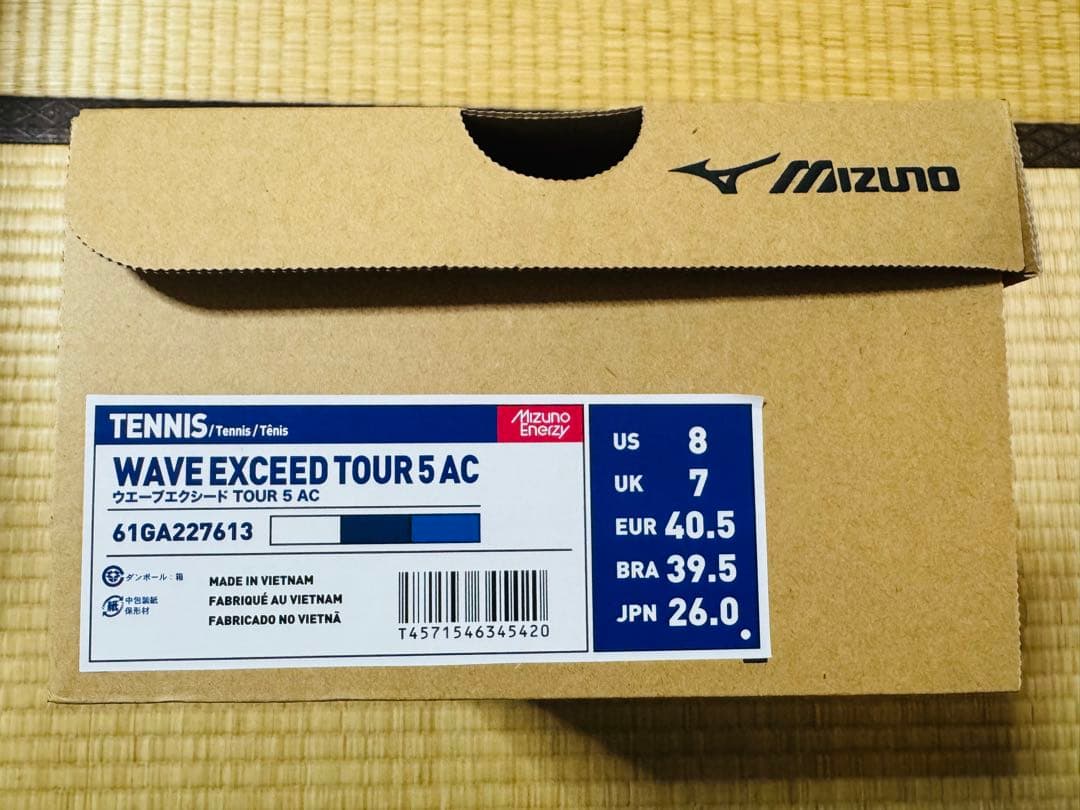 MIZUNO
TENNIS/Tennis/Tênis
Mizuno
Enerzy
WAVE EXCEED TOUR 5 AC
ウエーブエクシード TOUR 5 AC
61GA227613
ダンボール:箱
紙
中包装紙
保形材
MADE IN VIETNAM
FABRIQUÉ AU VIETNAM
FABRICADO NO VIETNÃ
T4571546345420
US 8
UK 7
EUR 40.5
BRA 39.5
JPN 26.0